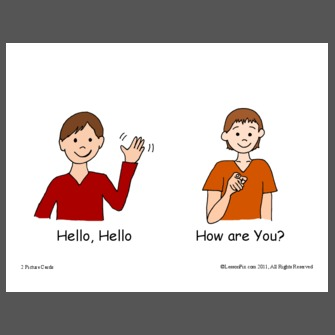 Hello, Hello
How are You?
2 Picture Cards
©LessonPix.com 2011, All Rights Reserved